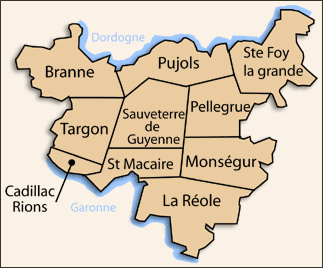 Dordogne
Ste Foy
la grande
Branne
Pujols
Pellegrue
Targon
Sauveterre
de
Guyenne
St Macaire
Monségur
Cadillac
Rions
Garonne
La Réole